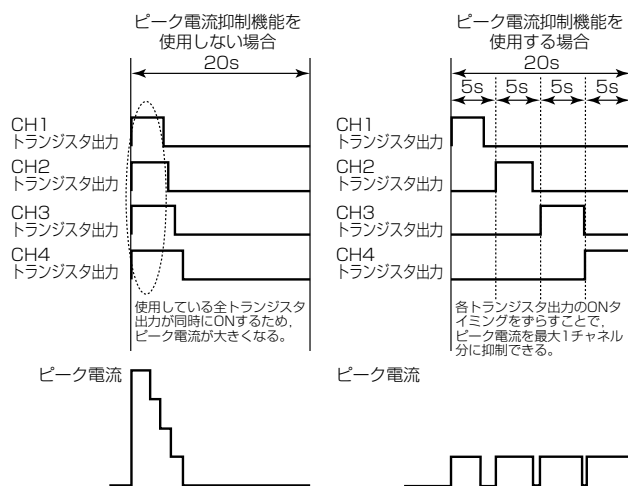 ピーク電流抑制機能を
使用しない場合
20s
CH1
トランジスタ出力
CH2
トランジスタ出力
CH3
トランジスタ出力
CH4
トランジスタ出力
使用している全トランジスタ
出力が同時にONするため,
ピーク電流が大きくなる。
ピーク電流
ピーク電流抑制機能を
使用する場合
20s
5s 5s 5s 5s
CH1
トランジスタ出力
CH2
トランジスタ出力
CH3
トランジスタ出力
CH4
トランジスタ出力
各トランジスタ出力のONタ
イミングをずらすことで,
ピーク電流を最大1チャネル
分に抑制できる。
ピーク電流